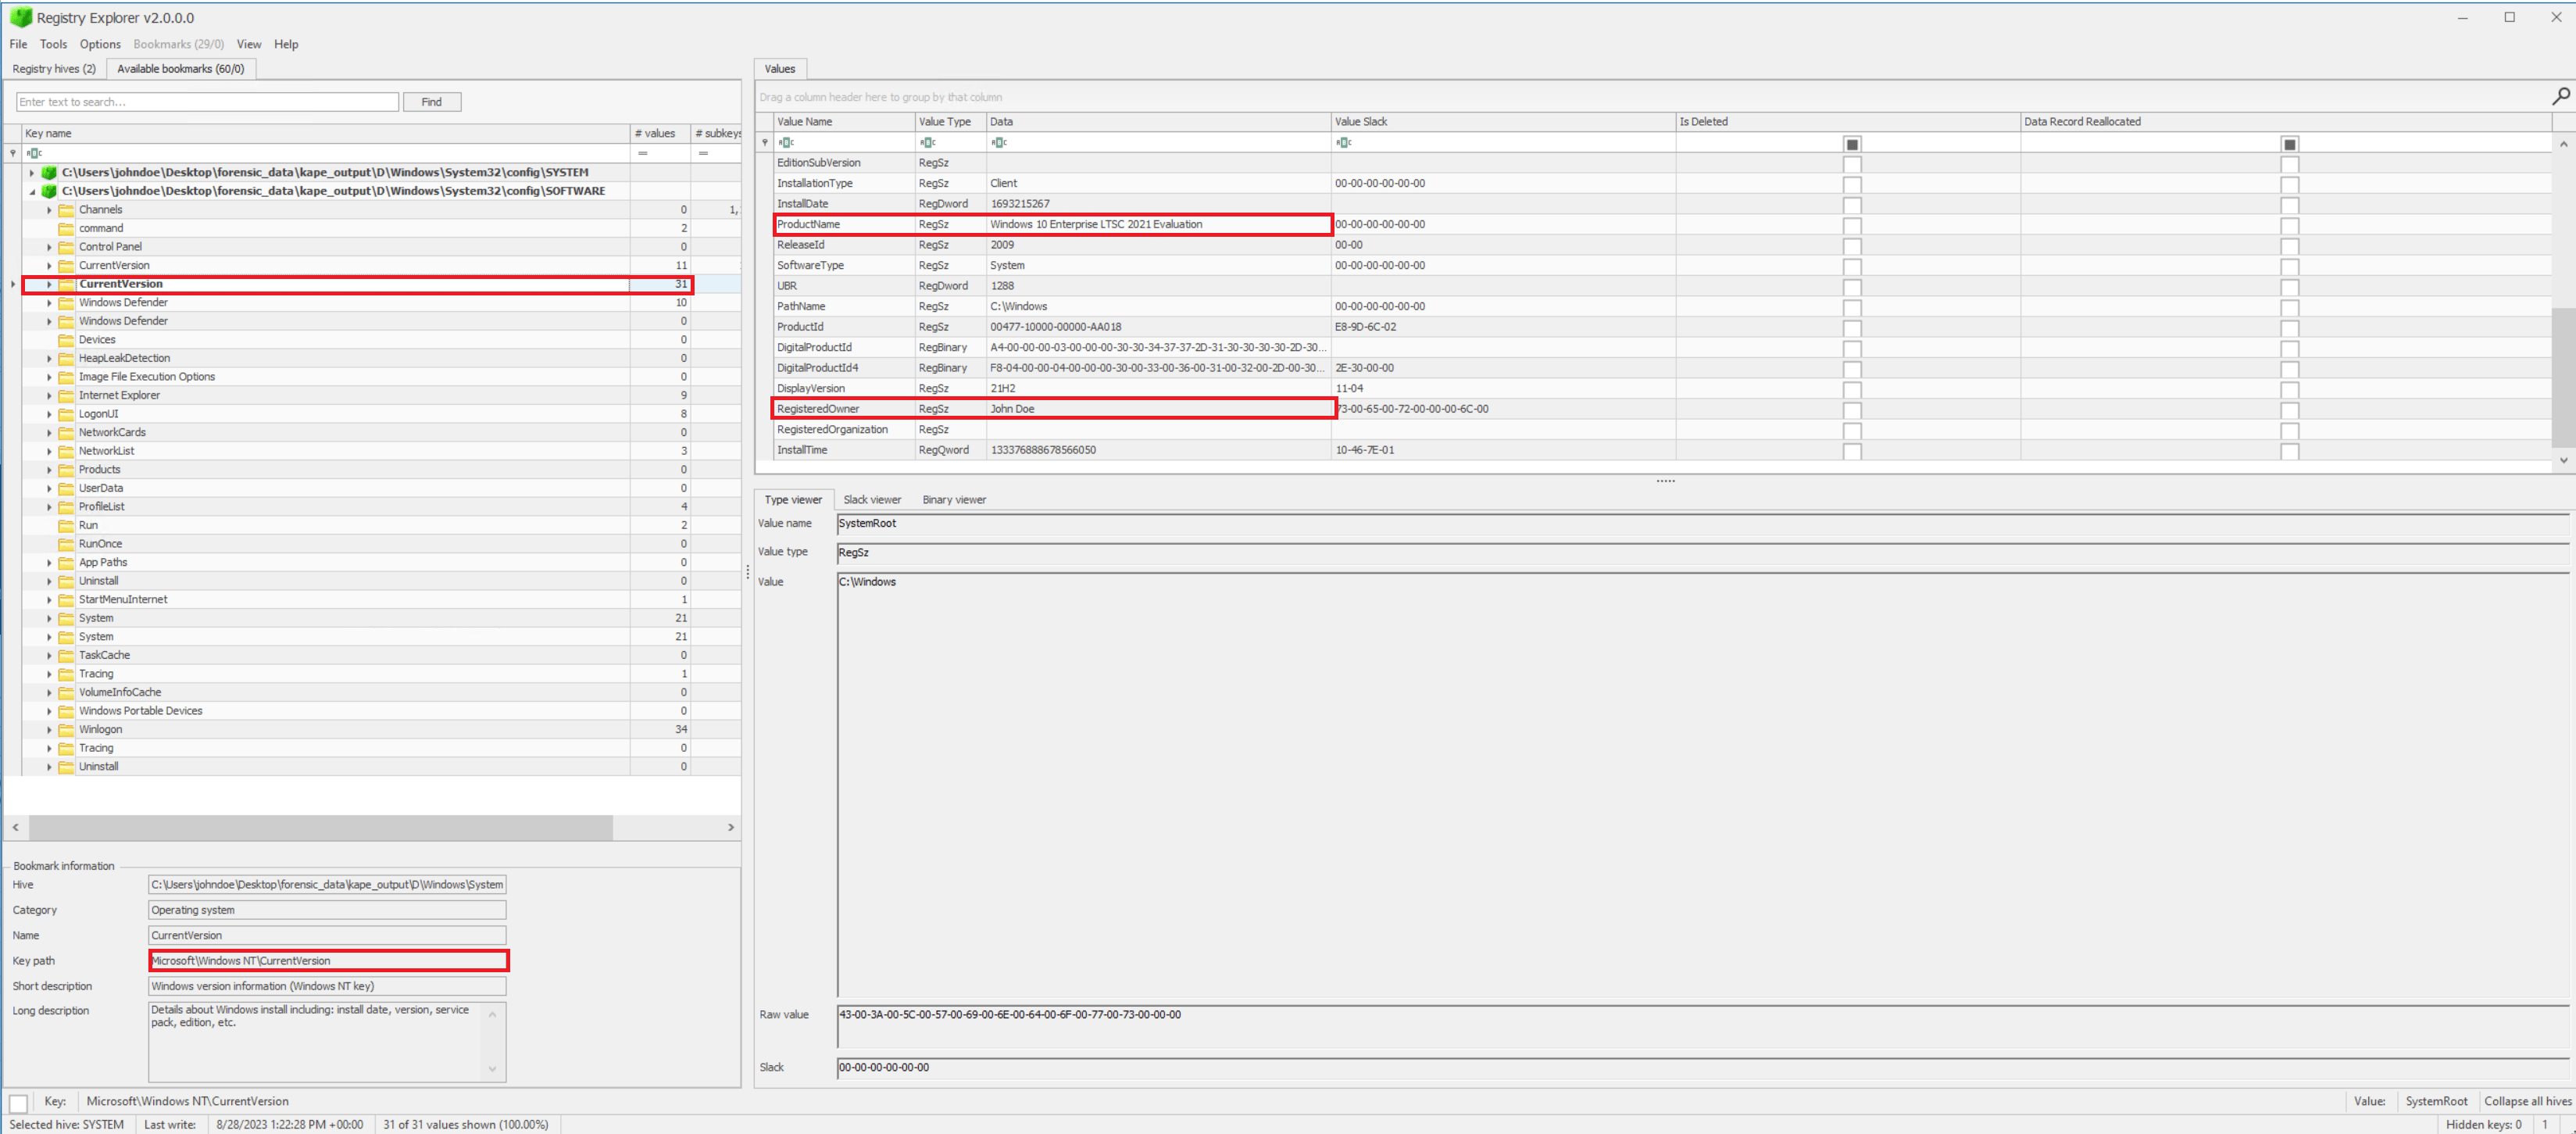 Registry Explorer v2.0.0.0
File Tools Options Bookmarks (29/0) View Help
Registry hives (2) Available bookmarks (60/0)
Enter text to search... Find
Key name # values # subkeys
= =
C:\Users\johndoe\Desktop\forensic_data\kape_output\D\Windows\System32\config\SYSTEM
C:\Users\johndoe\Desktop\forensic_data\kape_output\D\Windows\System32\config\SOFTWARE
Channels 0 1,
command 2
Control Panel 0
CurrentVersion 11
CurrentVersion 31
Windows Defender 10
Windows Defender 0
Devices 0
HeapLeakDetection 0
Image File Execution Options 0
Internet Explorer 9
LogonUI 8
NetworkCards 0
NetworkList 3
Products 0
UserData 0
ProfileList 4
Run 2
RunOnce 0
App Paths 0
Uninstall 0
StartMenuInternet 1
System 21
System 21
TaskCache 0
Tracing 1
VolumeInfoCache 0
Windows Portable Devices 0
Winlogon 34
Tracing 0
Uninstall 0
Bookmark information
Hive C:\Users\johndoe\Desktop\forensic_data\kape_output\D\Windows\System
Category Operating system
Name CurrentVersion
Key path Microsoft\Windows NT\CurrentVersion
Short description Windows version information (Windows NT key)
Long description Details about Windows install including: install date, version, service
pack, edition, etc.
Values
Drag a column header here to group by that column
Value Name Value Type Data Value Slack Is Deleted Data Record Reallocated
EditionSubVersion RegSz
InstallationType RegSz Client 00-00-00-00-00-00
InstallDate RegDword 1693215267
ProductName RegSz Windows 10 Enterprise LTSC 2021 Evaluation 00-00-00-00-00-00
ReleaseId RegSz 2009 00-00
SoftwareType RegSz System 00-00-00-00-00-00
UBR RegDword 1288
PathName RegSz C:\Windows 00-00-00-00-00-00
ProductId RegSz 00477-10000-00000-AA018 E8-9D-6C-02
DigitalProductId RegBinary A4-00-00-00-03-00-00-00-30-30-34-37-37-2D-31-30-30-30-30-2D-30...
DigitalProductId4 RegBinary F8-04-00-00-04-00-00-00-30-00-33-00-36-00-31-00-32-00-2D-00-30... 2E-30-00-00
DisplayVersion RegSz 21H2 11-04
RegisteredOwner RegSz John Doe 73-00-65-00-72-00-00-00-6C-00
RegisteredOrganization RegSz
InstallTime RegQword 133376888678566050 10-46-7E-01
Type viewer Slack viewer Binary viewer
Value name SystemRoot
Value type RegSz
Value C:\Windows
Raw value 43-00-3A-00-5C-00-57-00-69-00-6E-00-64-00-6F-00-77-00-73-00-00-00
Slack 00-00-00-00-00-00
Key: Microsoft\Windows NT\CurrentVersion Value: SystemRoot Collapse all hives
Selected hive: SYSTEM Last write: 8/28/2023 1:22:28 PM +00:00 31 of 31 values shown (100.00%) Hidden keys: 0 1